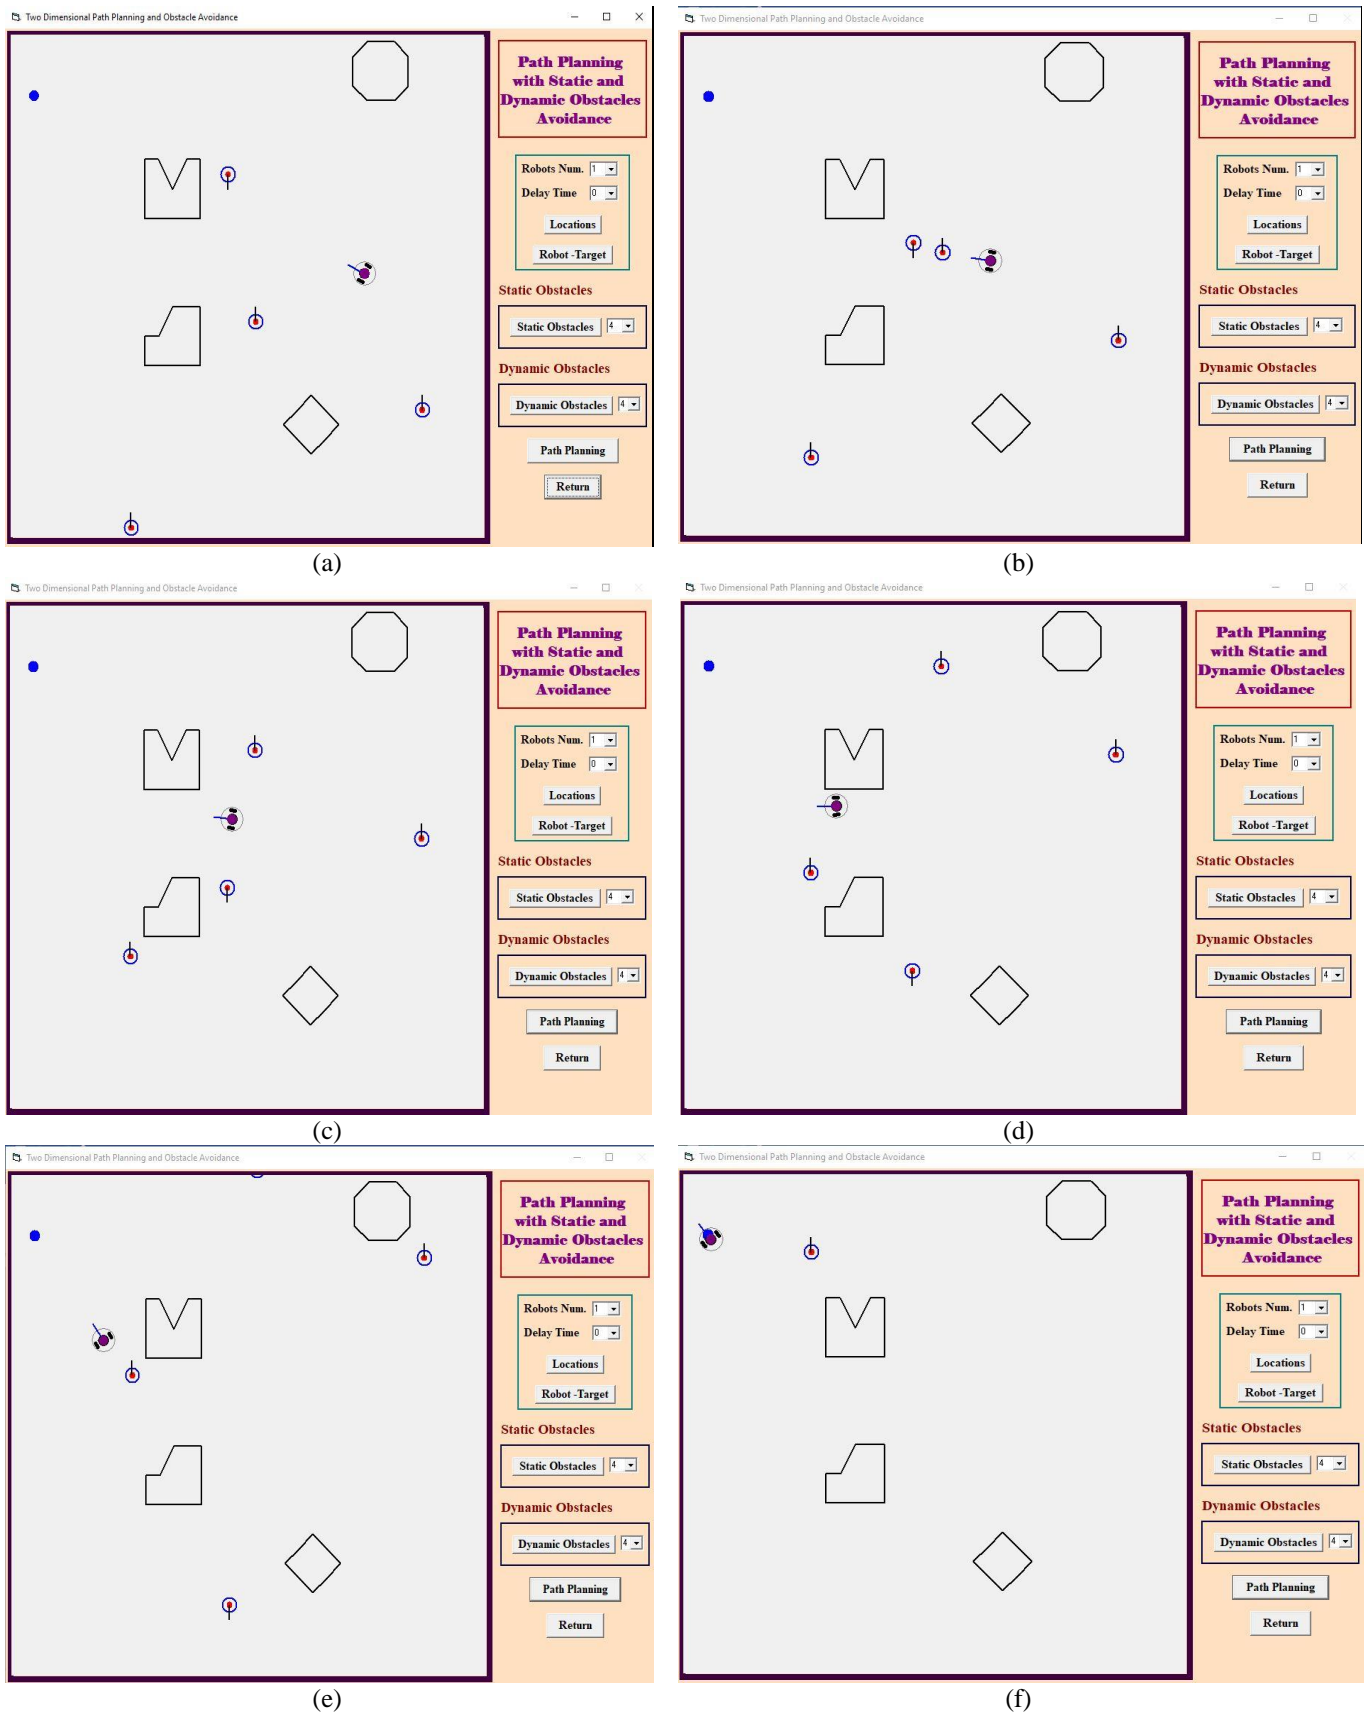 Two Dimensional Path Planning and Obstacle Avoidance
Path Planning
with Static and
Dynamic Obstacles
Avoidance
Robots Num. 1
Delay Time 0
Locations
Robot -Target
Static Obstacles
Static Obstacles 4
Dynamic Obstacles
Dynamic Obstacles 4
Path Planning
Return
(a)
Two Dimensional Path Planning and Obstacle Avoidance
Path Planning
with Static and
Dynamic Obstacles
Avoidance
Robots Num. 1
Delay Time 0
Locations
Robot -Target
Static Obstacles
Static Obstacles 4
Dynamic Obstacles
Dynamic Obstacles 4
Path Planning
Return
(b)
Two Dimensional Path Planning and Obstacle Avoidance
Path Planning
with Static and
Dynamic Obstacles
Avoidance
Robots Num. 1
Delay Time 0
Locations
Robot -Target
Static Obstacles
Static Obstacles 4
Dynamic Obstacles
Dynamic Obstacles 4
Path Planning
Return
(c)
Two Dimensional Path Planning and Obstacle Avoidance
Path Planning
with Static and
Dynamic Obstacles
Avoidance
Robots Num. 1
Delay Time 0
Locations
Robot -Target
Static Obstacles
Static Obstacles 4
Dynamic Obstacles
Dynamic Obstacles 4
Path Planning
Return
(d)
Two Dimensional Path Planning and Obstacle Avoidance
Path Planning
with Static and
Dynamic Obstacles
Avoidance
Robots Num. 1
Delay Time 0
Locations
Robot -Target
Static Obstacles
Static Obstacles 4
Dynamic Obstacles
Dynamic Obstacles 4
Path Planning
Return
(e)
Two Dimensional Path Planning and Obstacle Avoidance
Path Planning
with Static and
Dynamic Obstacles
Avoidance
Robots Num. 1
Delay Time 0
Locations
Robot -Target
Static Obstacles
Static Obstacles 4
Dynamic Obstacles
Dynamic Obstacles 4
Path Planning
Return
(f)